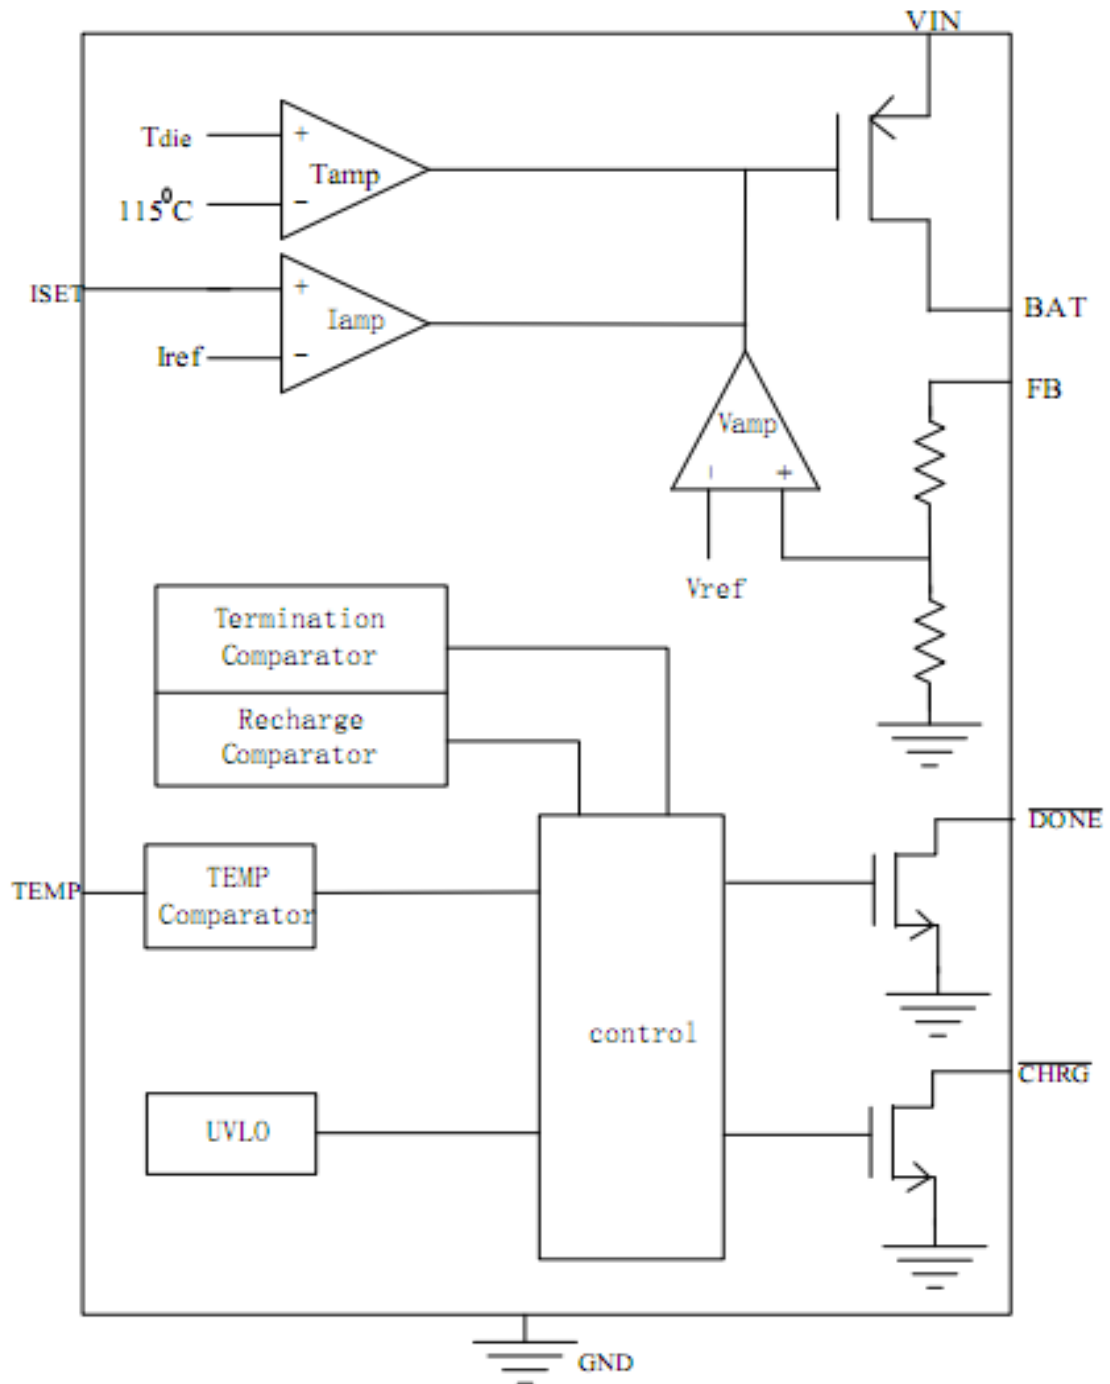 VIN
Tdie
+
Tamp
115⁰C
−
ISET
+
Iamp
Iref
−
BAT
FB
Vamp
− +
Vref
Termination
Comparator
Recharge
Comparator
DONE
TEMP
TEMP
Comparator
control
CHRG
UVLO
GND